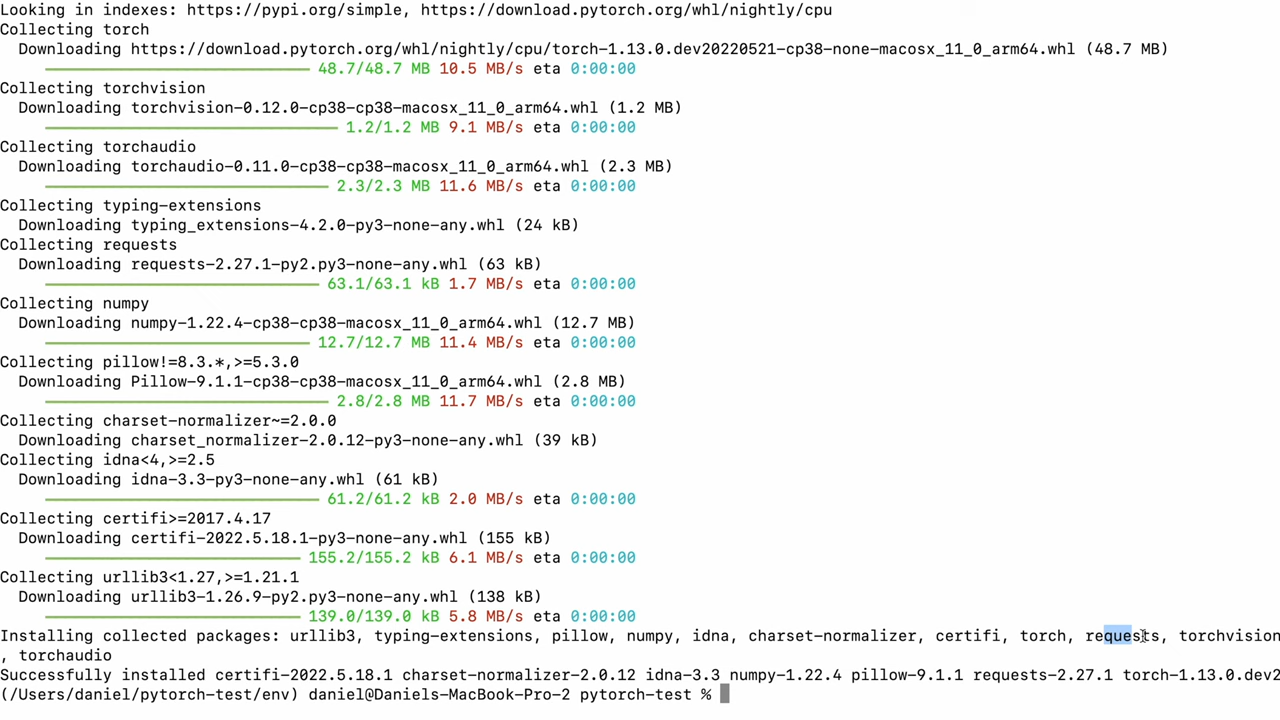 Looking in indexes: https://pypi.org/simple, https://download.pytorch.org/whl/nightly/cpu
Collecting torch
  Downloading https://download.pytorch.org/whl/nightly/cpu/torch-1.13.0.dev20220521-cp38-none-macosx_11_0_arm64.whl (48.7 MB)
48.7/48.7 MB 10.5 MB/s eta 0:00:00
Collecting torchvision
  Downloading torchvision-0.12.0-cp38-cp38-macosx_11_0_arm64.whl (1.2 MB)
1.2/1.2 MB 9.1 MB/s eta 0:00:00
Collecting torchaudio
  Downloading torchaudio-0.11.0-cp38-cp38-macosx_11_0_arm64.whl (2.3 MB)
2.3/2.3 MB 11.6 MB/s eta 0:00:00
Collecting typing-extensions
  Downloading typing_extensions-4.2.0-py3-none-any.whl (24 kB)
Collecting requests
  Downloading requests-2.27.1-py2.py3-none-any.whl (63 kB)
63.1/63.1 kB 1.7 MB/s eta 0:00:00
Collecting numpy
  Downloading numpy-1.22.4-cp38-cp38-macosx_11_0_arm64.whl (12.7 MB)
12.7/12.7 MB 11.4 MB/s eta 0:00:00
Collecting pillow!=8.3.*,>=5.3.0
  Downloading Pillow-9.1.1-cp38-cp38-macosx_11_0_arm64.whl (2.8 MB)
2.8/2.8 MB 11.7 MB/s eta 0:00:00
Collecting charset-normalizer~=2.0.0
  Downloading charset_normalizer-2.0.12-py3-none-any.whl (39 kB)
Collecting idna<4,>=2.5
  Downloading idna-3.3-py3-none-any.whl (61 kB)
61.2/61.2 kB 2.0 MB/s eta 0:00:00
Collecting certifi>=2017.4.17
  Downloading certifi-2022.5.18.1-py3-none-any.whl (155 kB)
155.2/155.2 kB 6.1 MB/s eta 0:00:00
Collecting urllib3<1.27,>=1.21.1
  Downloading urllib3-1.26.9-py2.py3-none-any.whl (138 kB)
139.0/139.0 kB 5.8 MB/s eta 0:00:00
Installing collected packages: urllib3, typing-extensions, pillow, numpy, idna, charset-normalizer, certifi, torch, requests, torchvision
, torchaudio
Successfully installed certifi-2022.5.18.1 charset-normalizer-2.0.12 idna-3.3 numpy-1.22.4 pillow-9.1.1 requests-2.27.1 torch-1.13.0.dev2
(/Users/daniel/pytorch-test/env) daniel@Daniels-MacBook-Pro-2 pytorch-test %